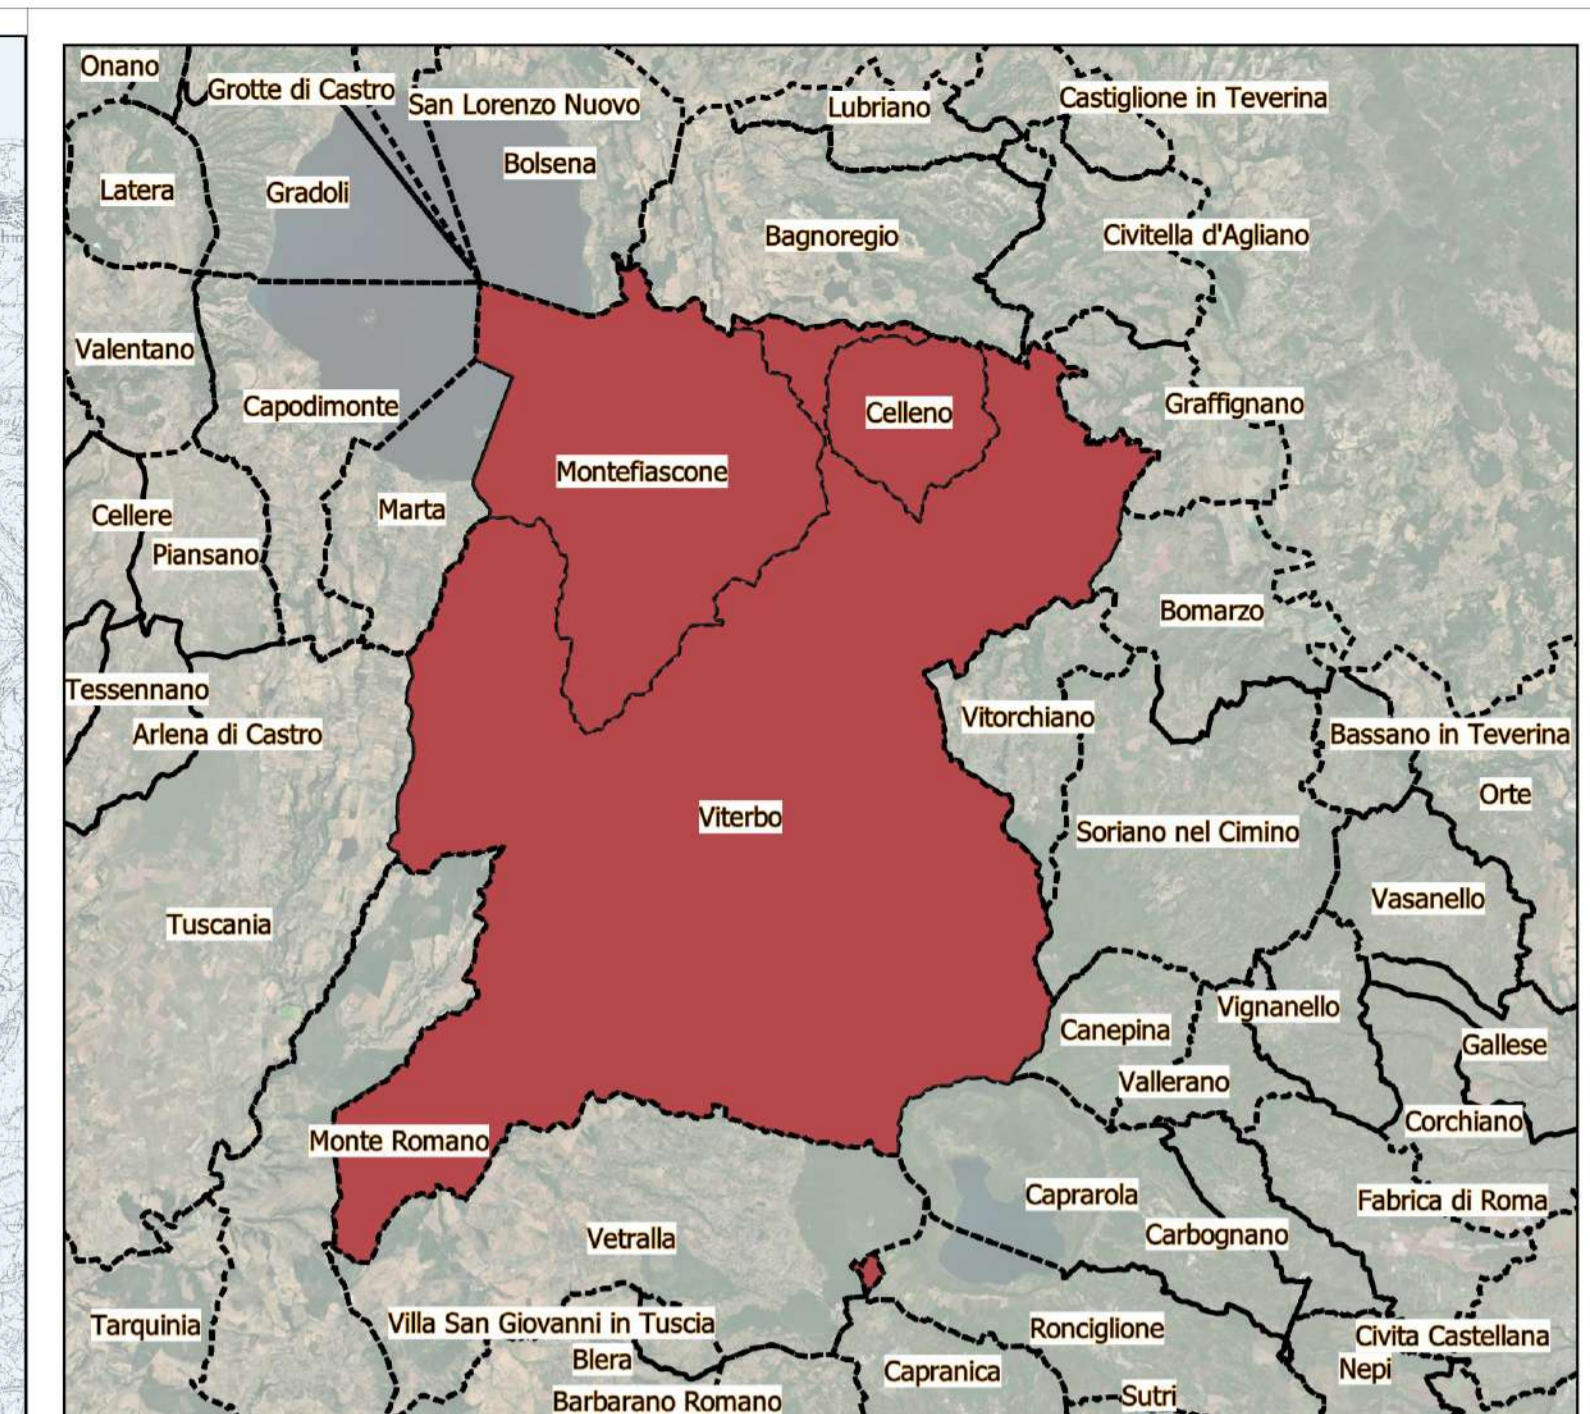 Onano
Grotte di Castro
San Lorenzo Nuovo
Lubriano
Castiglione in Teverina
Bolsena
Latera
Gradoli
Bagnoregio
Civitella d'Agliano
Valentano
Capodimonte
Celleno
Graffignano
Montefiascone
Marta
Cellere
Piansano
Bomarzo
Tessennano
Vitorchiano
Arlena di Castro
Bassano in Teverina
Orte
Viterbo
Soriano nel Cimino
Vasanello
Tuscania
Vignanello
Canepina
Gallese
Vallerano
Corchiano
Monte Romano
Caprarola
Fabrica di Roma
Carbognano
Vetralla
Tarquinia
Villa San Giovanni in Tuscia
Ronciglione
Civita Castellana
Blera
Capranica
Nepi
Barbarano Romano
Sutri